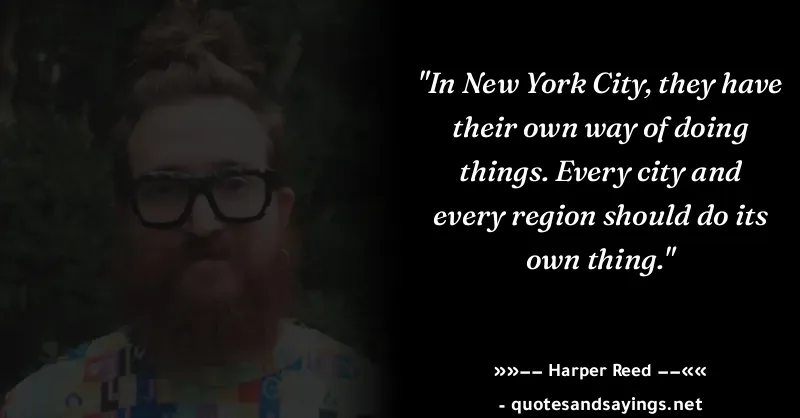 "In New York City, they have
their own way of doing
things. Every city and
every region should do its
own thing."
»»−− Harper Reed −−««
- quotesandsayings.net